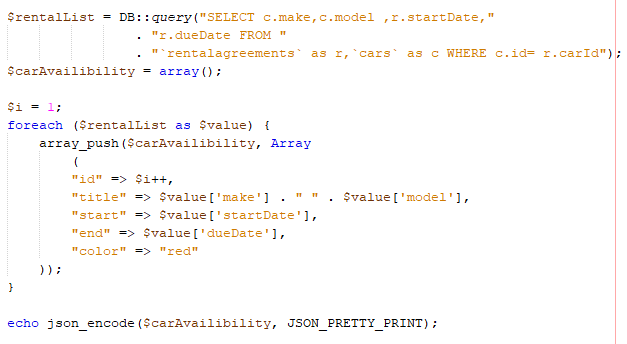 $rentalList = DB::query("SELECT c.make,c.model ,r.startDate,"
. "r.dueDate FROM "
. "`rentalagreements` as r,`cars` as c WHERE c.id= r.carId");
$carAvailibility = array();
$i = 1;
foreach ($rentalList as $value) {
array_push($carAvailibility, Array
(
"id" => $i++,
"title" => $value['make'] . " " . $value['model'],
"start" => $value['startDate'],
"end" => $value['dueDate'],
"color" => "red"
));
}
echo json_encode($carAvailibility, JSON_PRETTY_PRINT);